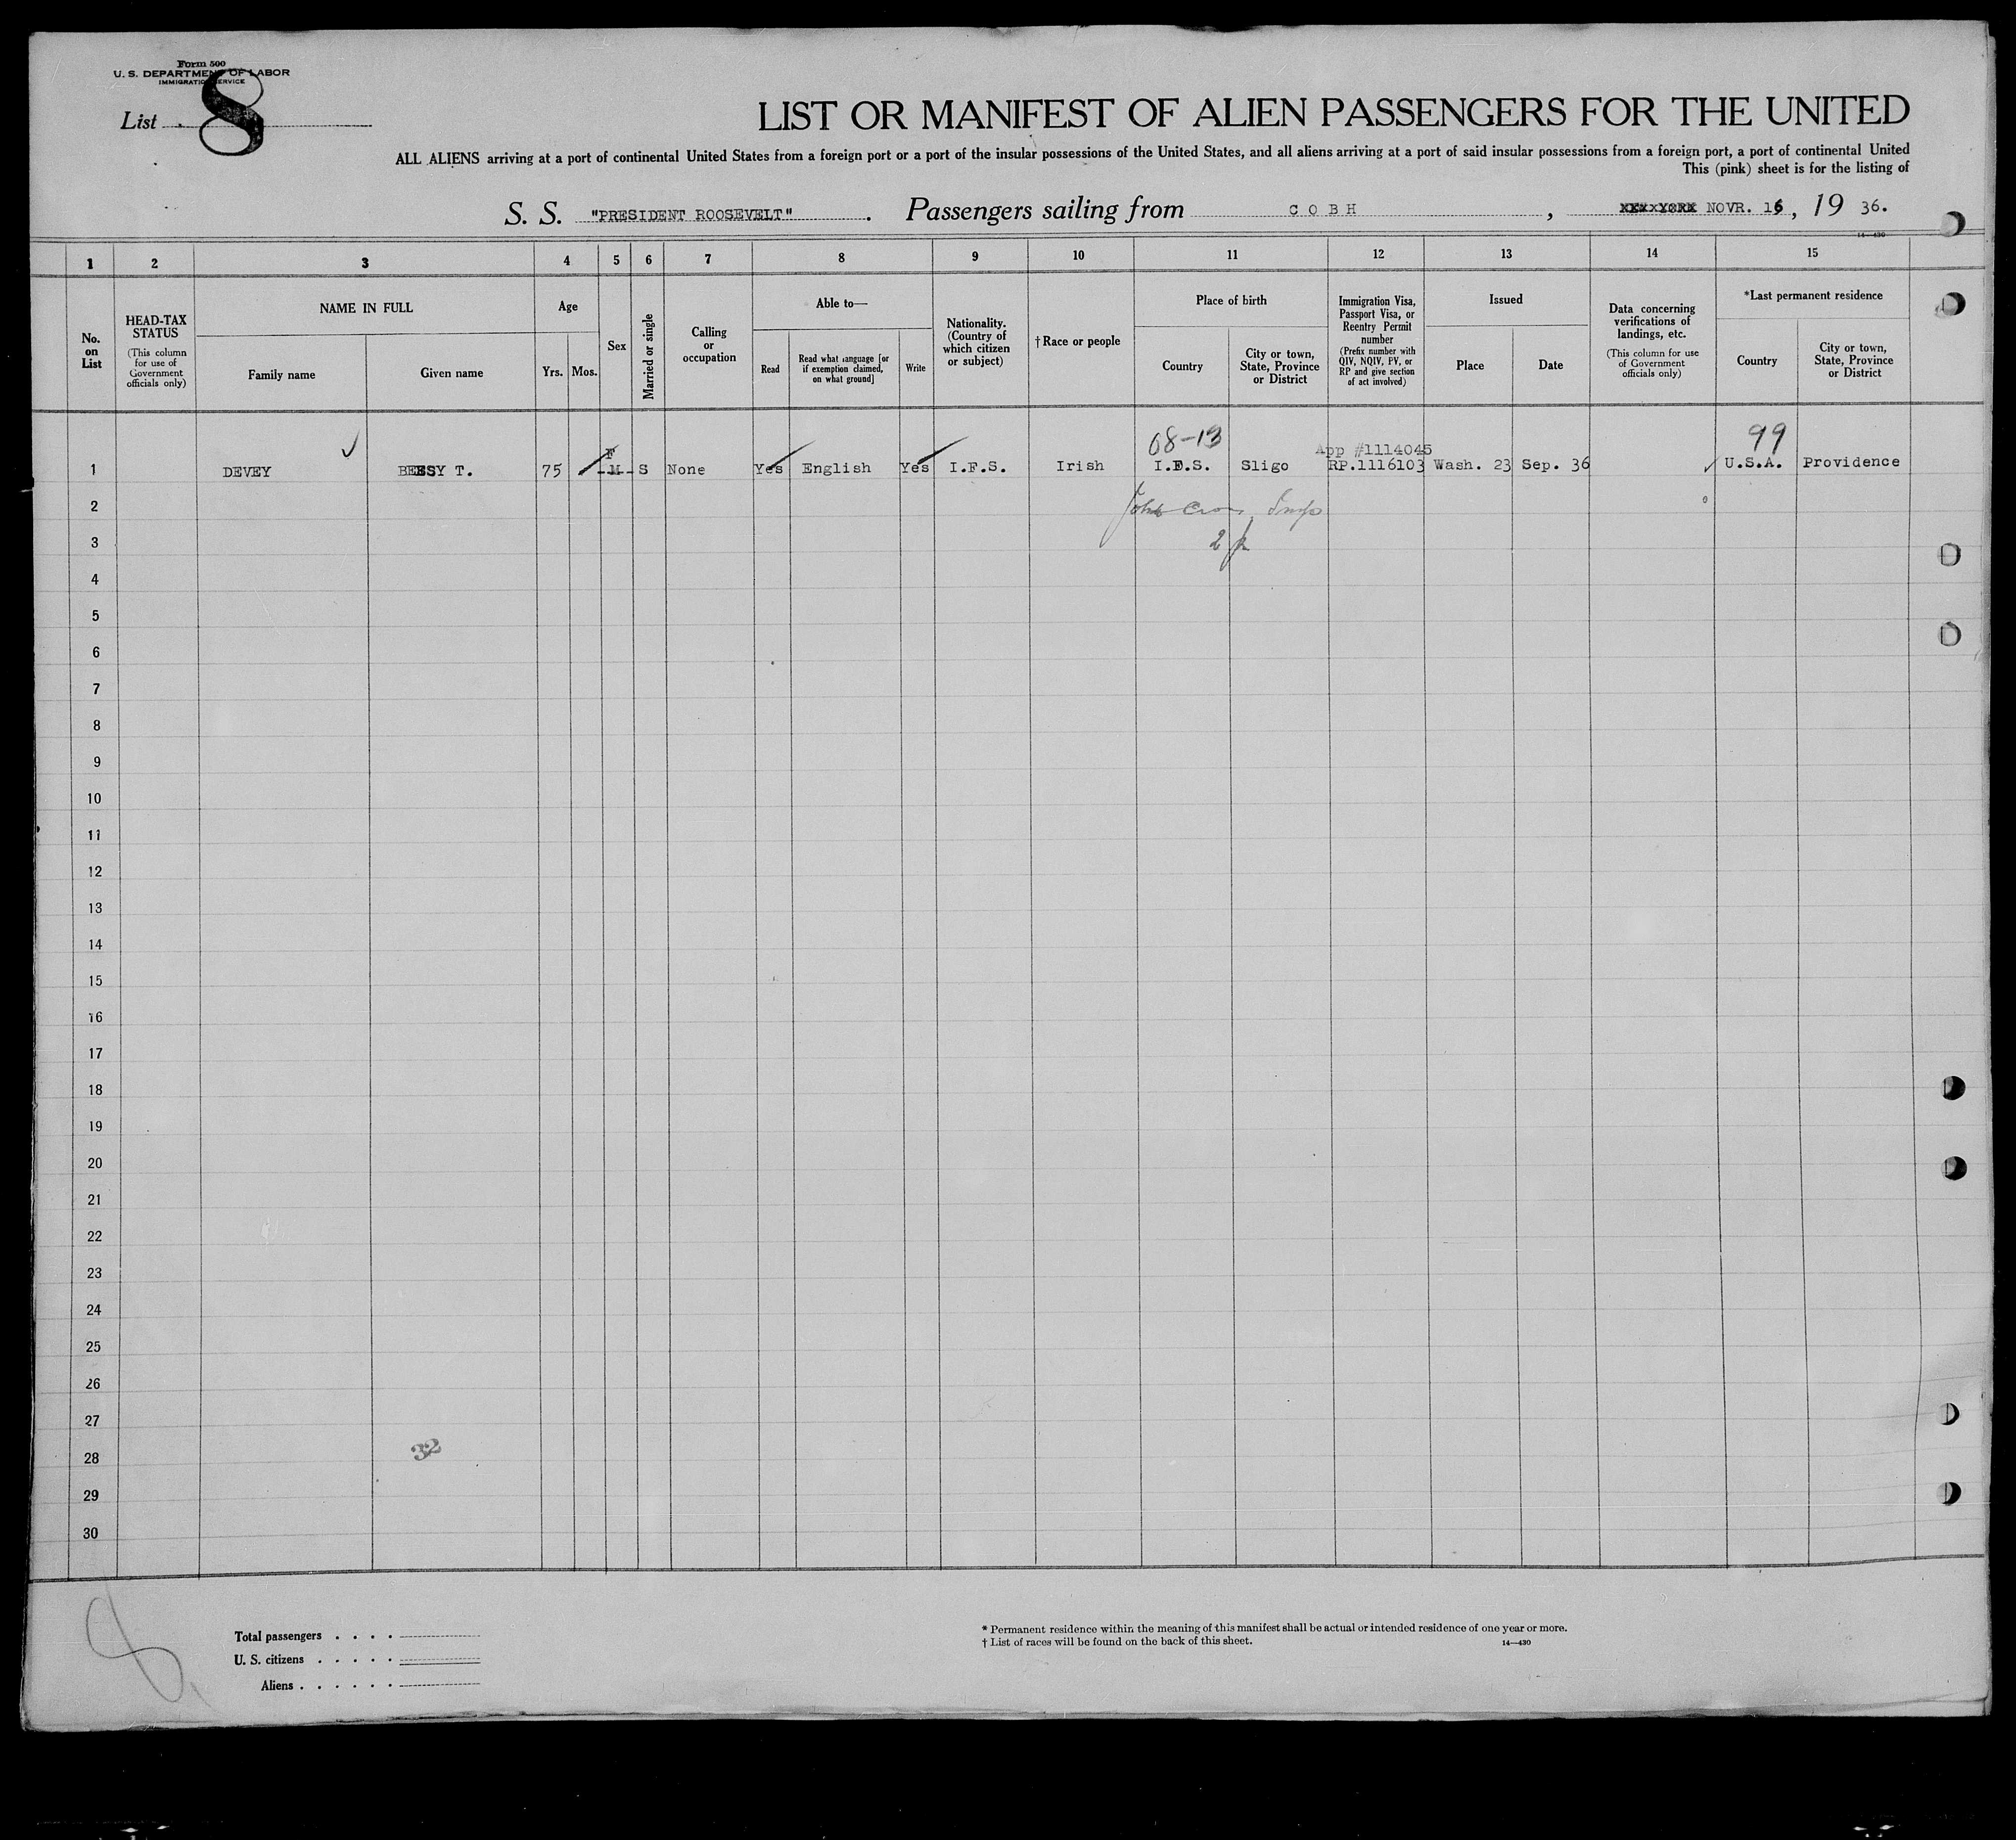 Form 500
U. S. DEPARTMENT OF LABOR
IMMIGRATION SERVICE
List 8
LIST OR MANIFEST OF ALIEN PASSENGERS FOR THE UNITED
ALL ALIENS arriving at a port of continental United States from a foreign port or a port of the insular possessions of the United States, and all aliens arriving at a port of said insular possessions from a foreign port, a port of continental United
This (pink) sheet is for the listing of
S. S. "PRESIDENT ROOSEVELT" . Passengers sailing from COBH , NOVR. 16, 19 36.
14—430
1 2 3 4 5 6 7 8 9 10 11 12 13 14 15
No. on List
HEAD-TAX STATUS
(This column for use of Government officials only)
NAME IN FULL
Family name
Given name
Age
Yrs. Mos.
Sex
Married or single
Calling or occupation
Able to—
Read
Read what language [or if exemption claimed, on what ground]
Write
Nationality. (Country of which citizen or subject)
† Race or people
Place of birth
Country
City or town, State, Province or District
Immigration Visa, Passport Visa, or Reentry Permit number
(Prefix number with QIV, NQIV, PV, or RP and give section of act involved)
Issued
Place
Date
Data concerning verifications of landings, etc.
(This column for use of Government officials only)
*Last permanent residence
Country
City or town, State, Province or District
F 08-13 App #1114045 99
1 DEVEY BESSY T. 75 M S None Yes English Yes I.F.S. Irish I.F.S. Sligo RP.1116103 Wash. 23 Sep. 36 U.S.A. Providence
2
3
4
5
6
7
8
9
10
11
12
13
14
15
16
17
18
19
20
21
22
23
24
25
26
27
32
28
29
30
8
Total passengers . . . .
U. S. citizens . . . . .
Aliens . . . . . .
* Permanent residence within the meaning of this manifest shall be actual or intended residence of one year or more.
† List of races will be found on the back of this sheet.
14—430